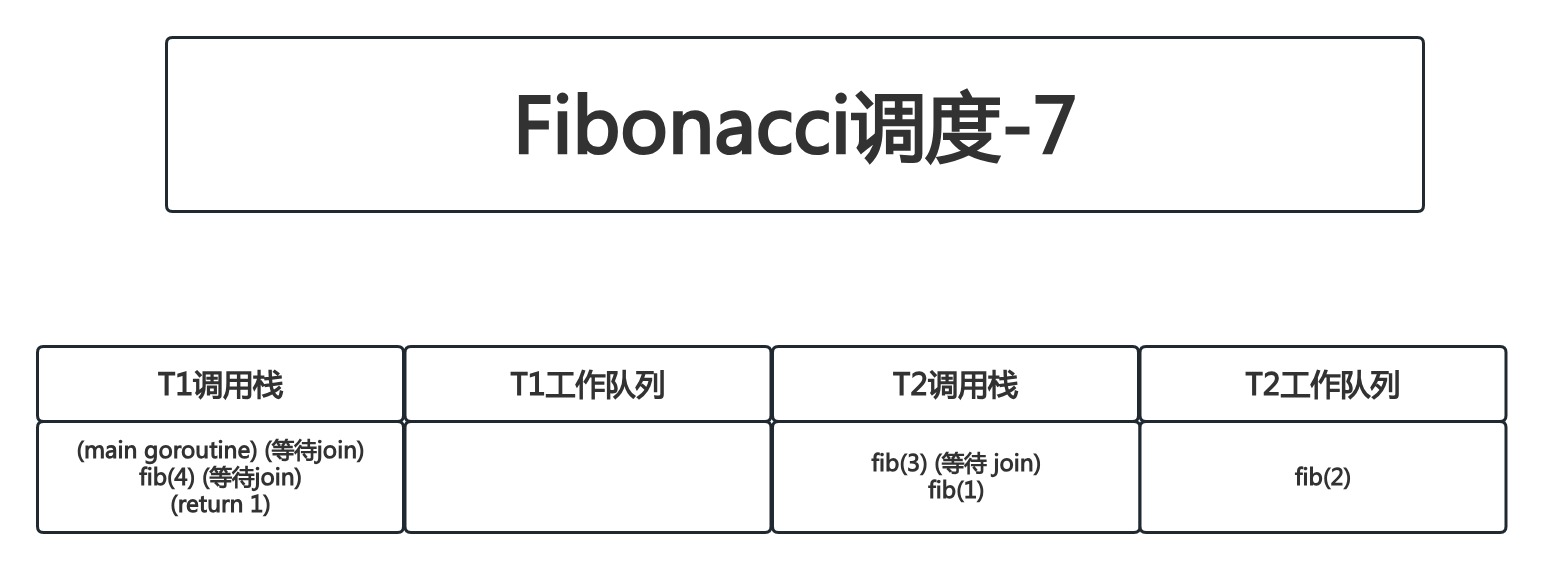 Fibonacci调度-7
T1调用栈
T1工作队列
T2调用栈
T2工作队列
(main goroutine) (等待join)
fib(4) (等待join)
(return 1)
fib(3) (等待 join)
fib(1)
fib(2)